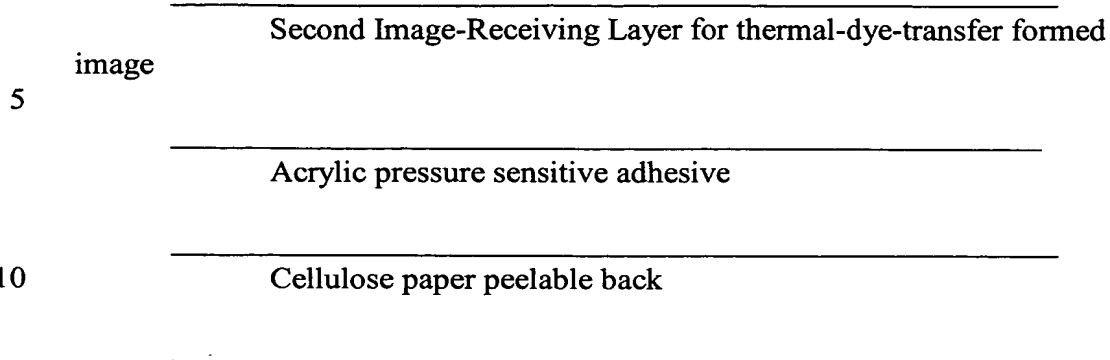 Second Image-Receiving Layer for thermal-dye-transfer formed
image
5
Acrylic pressure sensitive adhesive
10 Cellulose paper peelable back